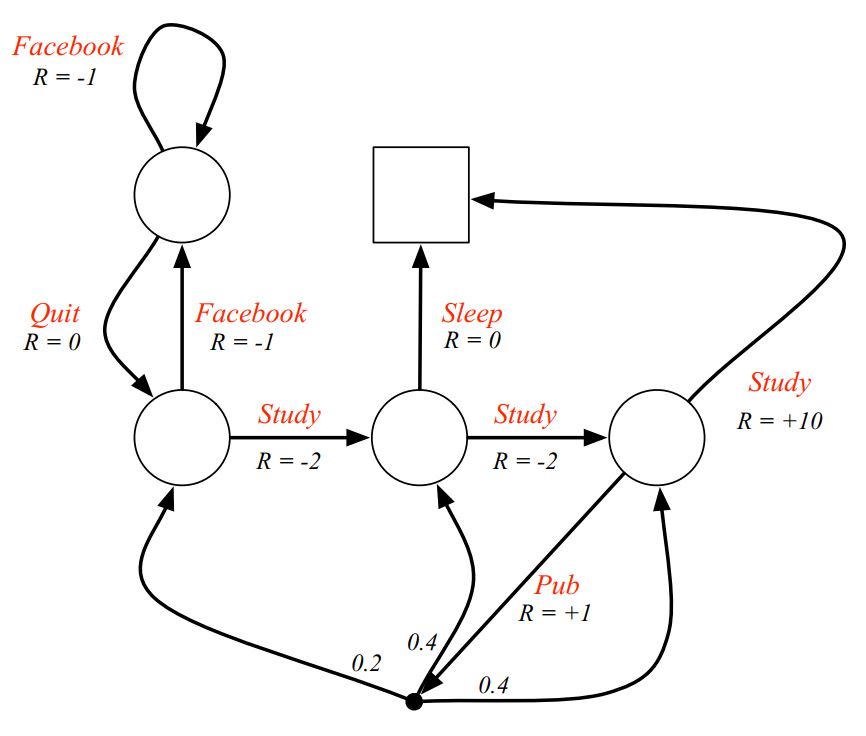 Facebook
R = -1
Quit
R = 0
Facebook
R = -1
Sleep
R = 0
Study
R = +10
Study
R = -2
Study
R = -2
Pub
R = +1
0.4
0.2
0.4